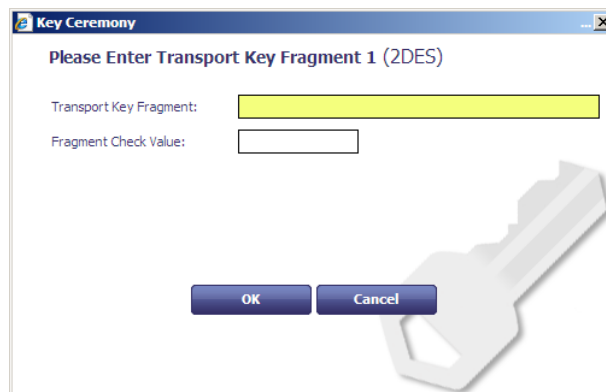 Key Ceremony
Please Enter Transport Key Fragment 1 (2DES)
Transport Key Fragment:
Fragment Check Value:
OK Cancel